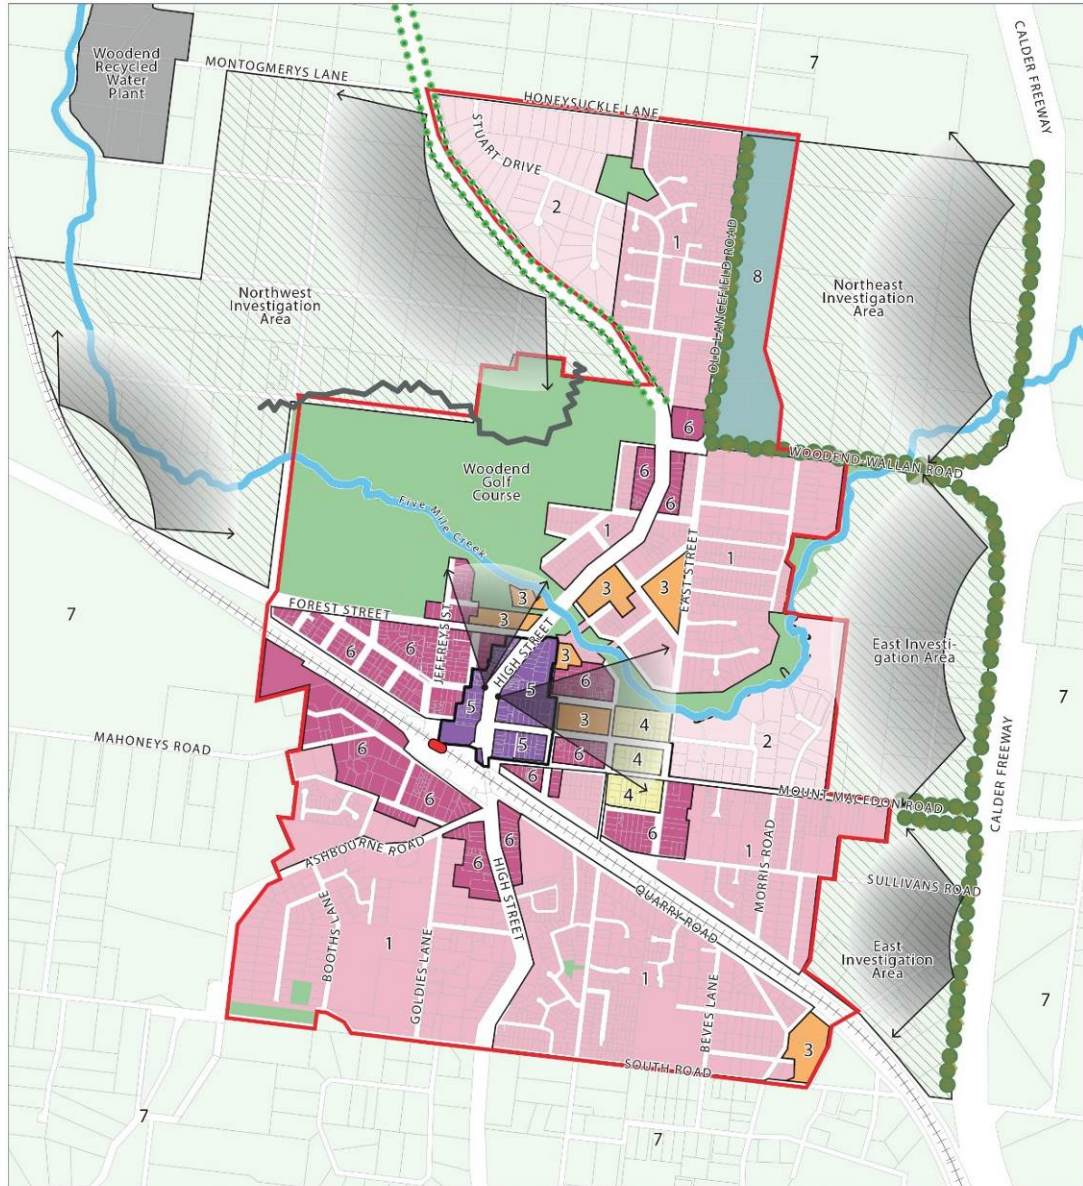 Woodend
Recycled
Water
Plant
MONTOGMERYS LANE
7
CALDER FREEWAY
HONEYSUCKLE LANE
STUART DRIVE
2
1
OLD LANCEFIELD ROAD
8
Northwest
Investigation
Area
Northeast
Investigation
Area
6
WOODEND-WALLAN ROAD
Woodend
Golf
Course
6
6
Five Mile Creek
1
EAST STREET
1
3
3
3
3
7
FOREST STREET
JEFFREYS ST
HIGH STREET
6
6
3
6
5
5
3
4
East Investi-
gation Area
7
MAHONEYS ROAD
6
5
6
4
2
6
4
MOUNT MACEDON ROAD
CALDER FREEWAY
6
6
6
6
1
MORRIS ROAD
ASHBOURNE ROAD
HIGH STREET
QUARRY ROAD
SULLIVANS ROAD
BOOTHS LANE
GOLDIES LANE
1
1
East
Investigation
Area
BEVES LANE
7
3
SOUTH ROAD
7
7